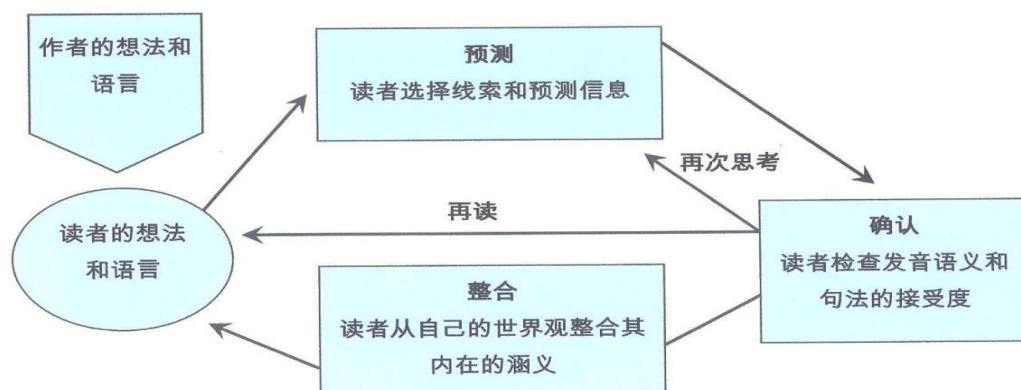 作者的想法和
语言
预测
读者选择线索和预测信息
再次思考
再读
读者的想法
和语言
确认
读者检查发音语义和
句法的接受度
整合
读者从自己的世界观整合其
内在的涵义